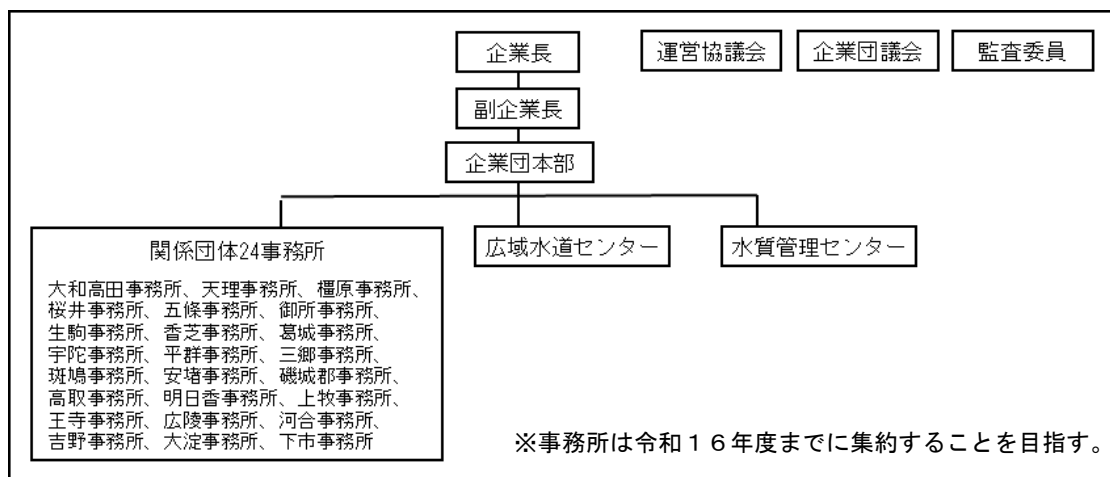 企業長
運営協議会
企業団議会
監査委員
副企業長
企業団本部
関係団体24事務所
大和高田事務所、天理事務所、橿原事務所、
桜井事務所、五條事務所、御所事務所、
生駒事務所、香芝事務所、葛城事務所、
宇陀事務所、平群事務所、三郷事務所、
斑鳩事務所、安堵事務所、磯城郡事務所、
高取事務所、明日香事務所、上牧事務所、
王寺事務所、広陵事務所、河合事務所、
吉野事務所、大淀事務所、下市事務所
広域水道センター
水質管理センター
※事務所は令和１６年度までに集約することを目指す。